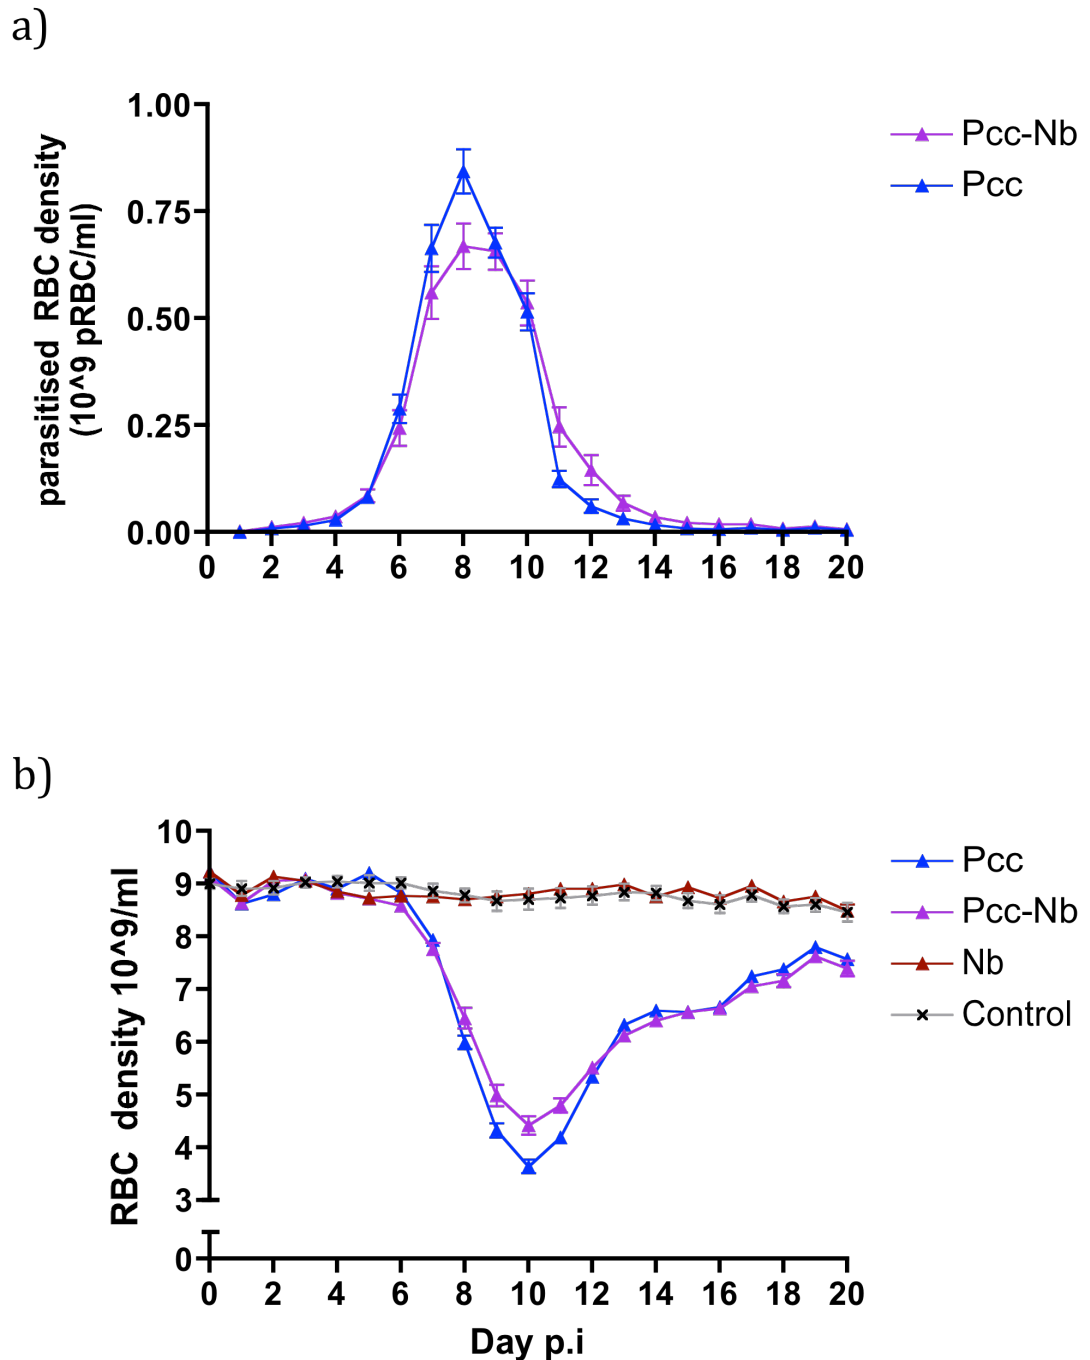 a)
1.00
0.75
0.50
0.25
0.00
parasitised RBC density
(10^9 pRBC/ml)
0 2 4 6 8 10 12 14 16 18 20
Pcc-Nb
Pcc
b)
10
9
8
7
6
5
4
3
0
RBC density 10^9/ml
0 2 4 6 8 10 12 14 16 18 20
Day p.i
Pcc
Pcc-Nb
Nb
Control